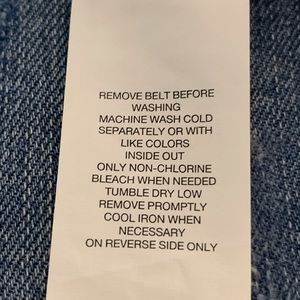 REMOVE BELT BEFORE
WASHING
MACHINE WASH COLD
SEPARATELY OR WITH
LIKE COLORS
INSIDE OUT
ONLY NON-CHLORINE
BLEACH WHEN NEEDED
TUMBLE DRY LOW
REMOVE PROMPTLY
COOL IRON WHEN
NECESSARY
ON REVERSE SIDE ONLY